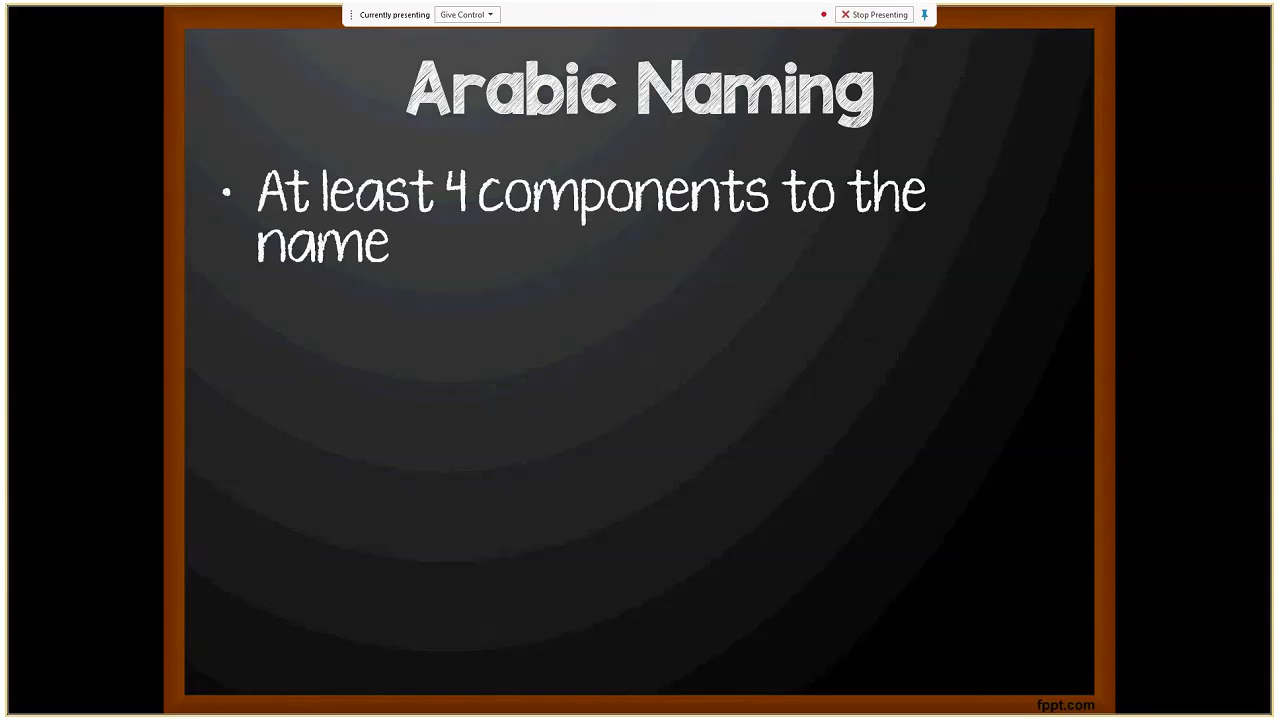 Currently presenting Give Control Stop Presenting
Arabic Naming
• At least 4 components to the
name
fppt.com